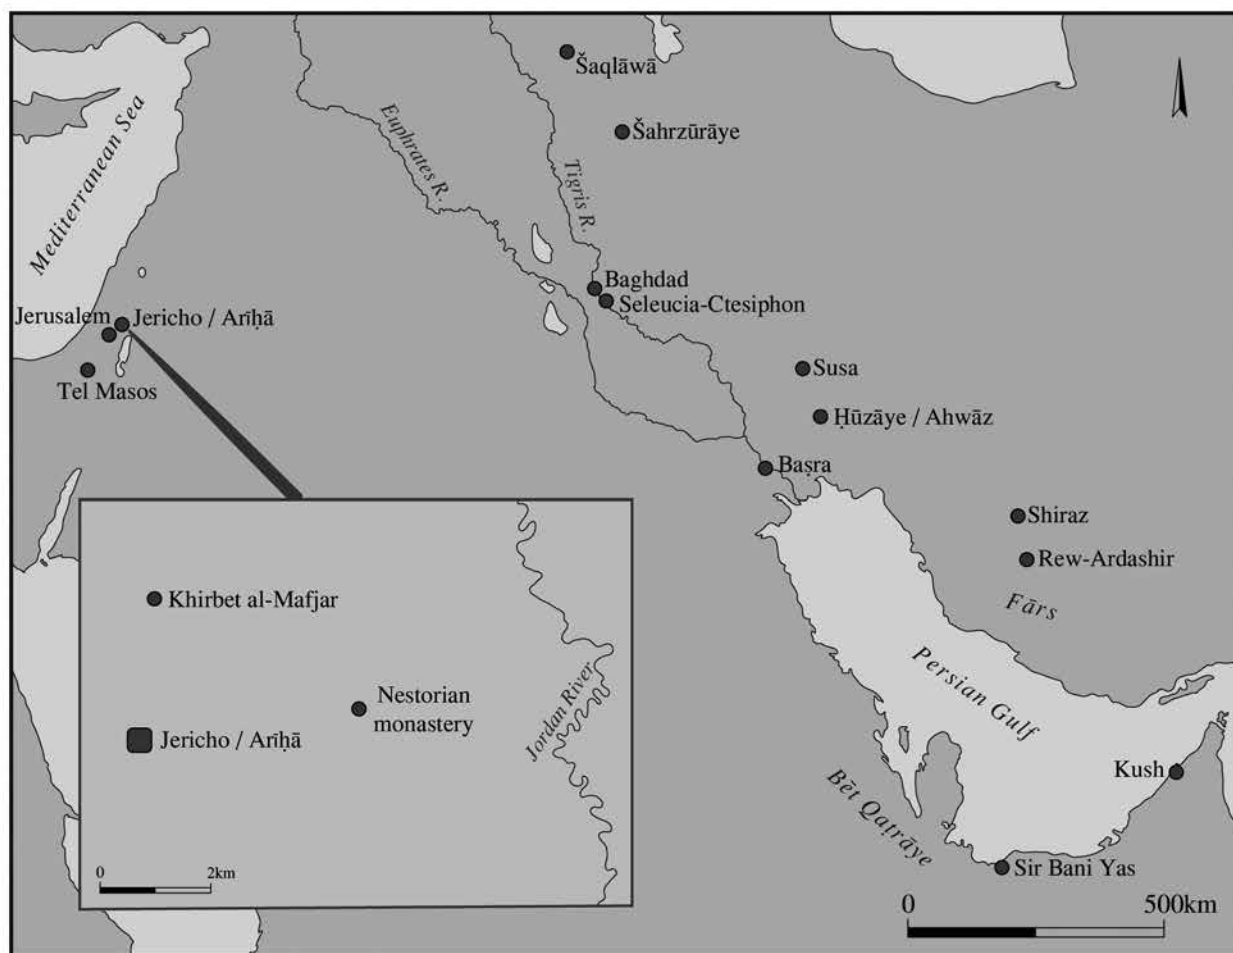 Šaqlāwā
Šahrzūrāye
Mediterranean Sea
Euphrates R.
Tigris R.
Baghdad
Seleucia-Ctesiphon
Jerusalem
Jericho / Arīḥā
Tel Masos
Susa
Ḥūzāye / Ahwāz
Baṣra
Shiraz
Rew-Ardashir
Fārs
Persian Gulf
Kush
Bēt Qaṭrāye
Sir Bani Yas
0
500km
Khirbet al-Mafjar
Nestorian
monastery
Jericho / Arīḥā
Jordan River
0
2km